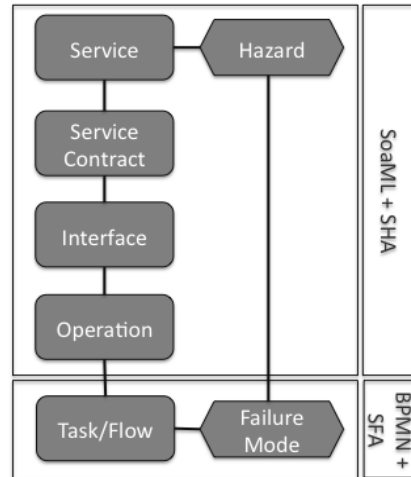 Service
Hazard
Service
Contract
Interface
Operation
SoaML + SHA
Task/Flow
Failure
Mode
BPMN +
SFA